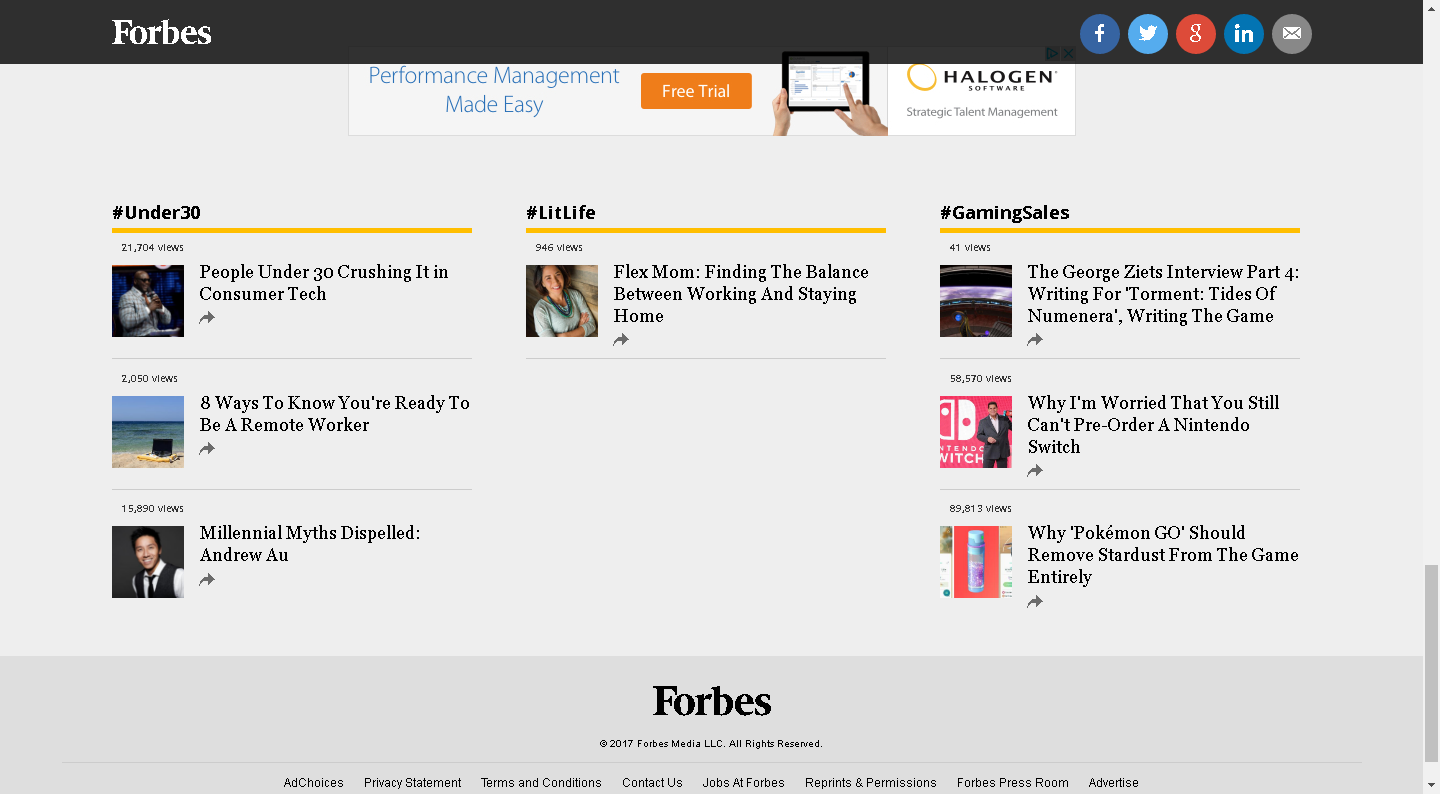 Forbes
Performance Management
Made Easy
Free Trial
HALOGEN
SOFTWARE
Strategic Talent Management
#Under30
21,704 views
People Under 30 Crushing It in
Consumer Tech
2,050 views
8 Ways To Know You're Ready To
Be A Remote Worker
15,890 views
Millennial Myths Dispelled:
Andrew Au
#LitLife
946 views
Flex Mom: Finding The Balance
Between Working And Staying
Home
#GamingSales
41 views
The George Ziets Interview Part 4:
Writing For 'Torment: Tides Of
Numenera', Writing The Game
58,570 views
Why I'm Worried That You Still
Can't Pre-Order A Nintendo
Switch
89,813 views
Why 'Pokémon GO' Should
Remove Stardust From The Game
Entirely
Forbes
© 2017 Forbes Media LLC. All Rights Reserved.
AdChoices Privacy Statement Terms and Conditions Contact Us Jobs At Forbes Reprints & Permissions Forbes Press Room Advertise